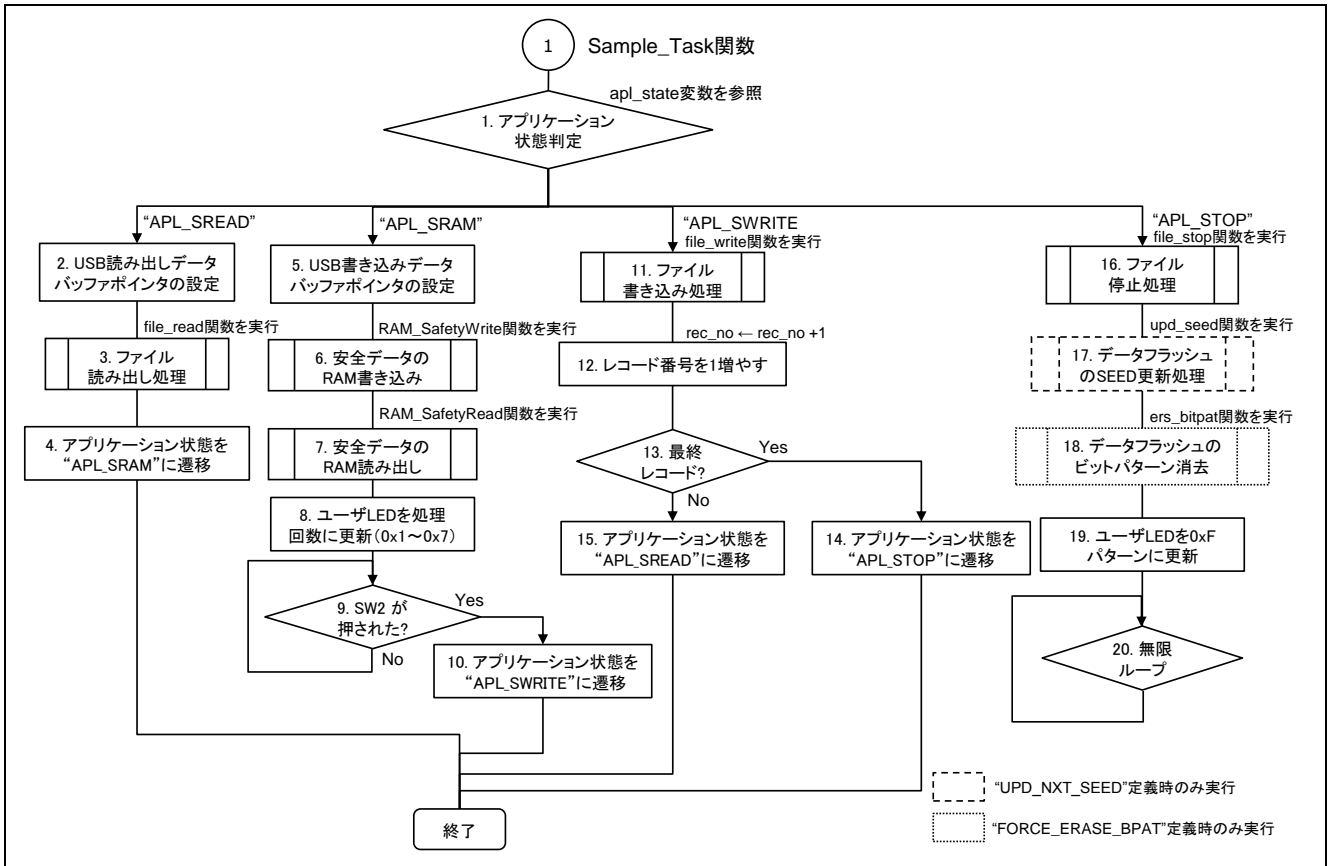 1
Sample_Task関数
apl_state変数を参照
1. アプリケーション
状態判定
“APL_SREAD”
2. USB読み出しデータ
バッファポインタの設定
file_read関数を実行
3. ファイル
読み出し処理
4. アプリケーション状態を
“APL_SRAM”に遷移
“APL_SRAM”
5. USB書き込みデータ
バッファポインタの設定
RAM_SafetyWrite関数を実行
6. 安全データの
RAM書き込み
RAM_SafetyRead関数を実行
7. 安全データの
RAM読み出し
8. ユーザLEDを処理
回数に更新(0x1～0x7)
9. SW2 が
押された?
Yes
No
10. アプリケーション状態を
“APL_SWRITE”に遷移
“APL_SWRITE
file_write関数を実行
11. ファイル
書き込み処理
rec_no ← rec_no +1
12. レコード番号を1増やす
13. 最終
レコード?
Yes
No
15. アプリケーション状態を
“APL_SREAD”に遷移
14. アプリケーション状態を
“APL_STOP”に遷移
“APL_STOP”
file_stop関数を実行
16. ファイル
停止処理
upd_seed関数を実行
17. データフラッシュ
のSEED更新処理
ers_bitpat関数を実行
18. データフラッシュの
ビットパターン消去
19. ユーザLEDを0xF
パターンに更新
20. 無限
ループ
終了
“UPD_NXT_SEED”定義時のみ実行
“FORCE_ERASE_BPAT”定義時のみ実行